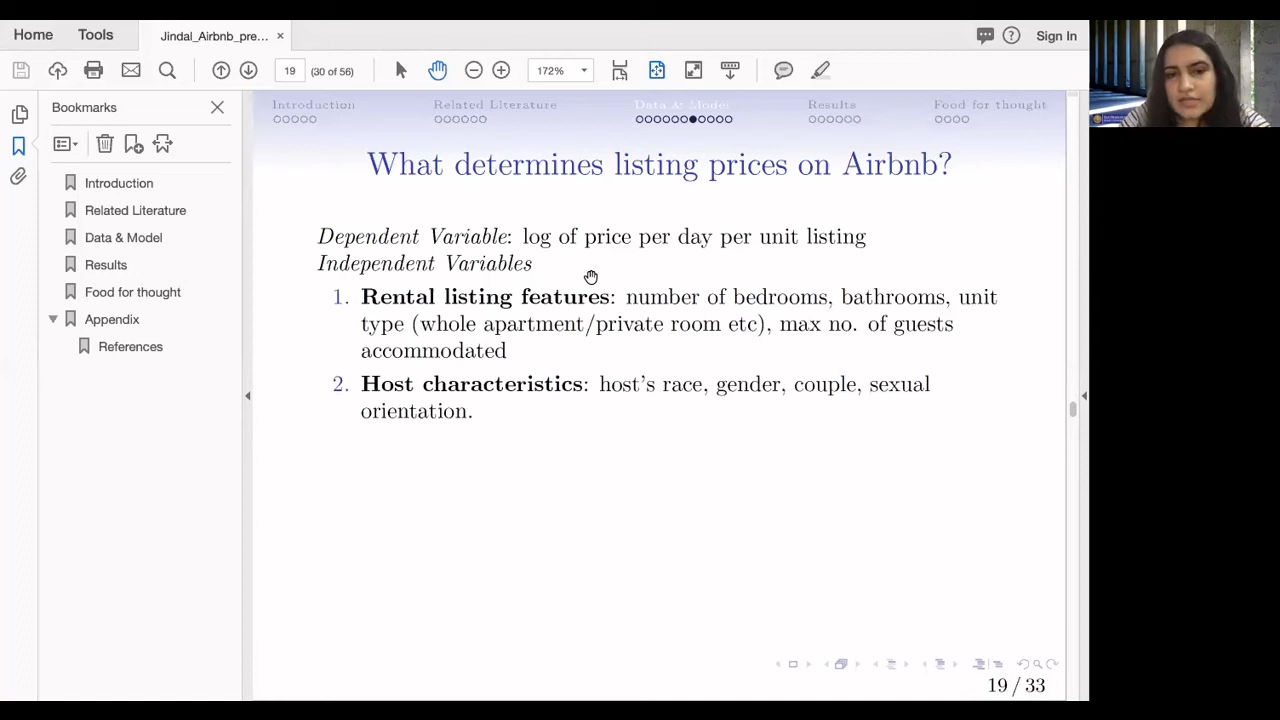 Home Tools Jindal_Airbnb_pre... × Sign In
19 (30 of 56) 172%
Bookmarks
Introduction
Related Literature
Data & Model
Results
Food for thought
Appendix
References
Introduction Related Literature Data & Model Results Food for thought
What determines listing prices on Airbnb?
Dependent Variable: log of price per day per unit listing
Independent Variables
1. Rental listing features: number of bedrooms, bathrooms, unit
type (whole apartment/private room etc), max no. of guests
accommodated
2. Host characteristics: host's race, gender, couple, sexual
orientation.
19 / 33